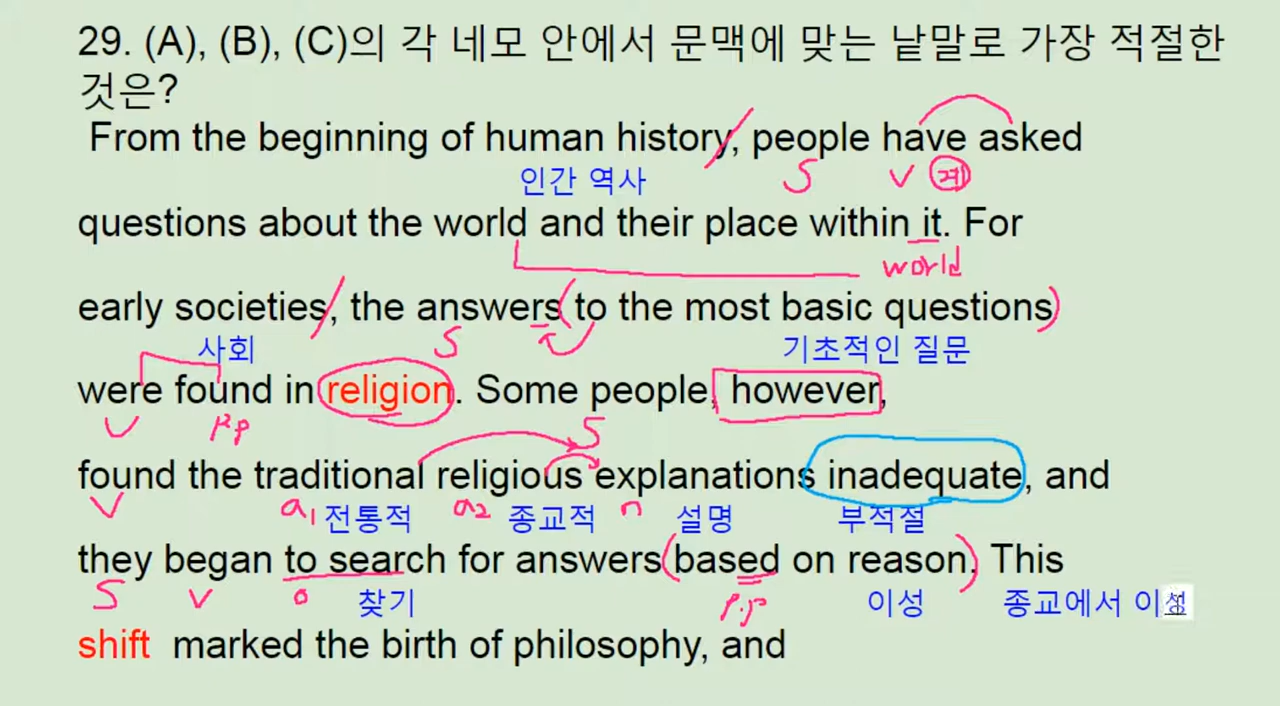 29. (A), (B), (C)의 각 네모 안에서 문맥에 맞는 낱말로 가장 적절한
것은?
From the beginning of human history, people have asked
인간 역사 S V 계
questions about the world and their place within it. For
world
early societies, the answers to the most basic questions
사회 S 기초적인 질문
were found in religion. Some people, however,
V p.p S
found the traditional religious explanations inadequate, and
V a1 전통적 a2 종교적 n 설명 부적절
they began to search for answers based on reason. This
S V o 찾기 p.p 이성 종교에서 이성
shift marked the birth of philosophy, and